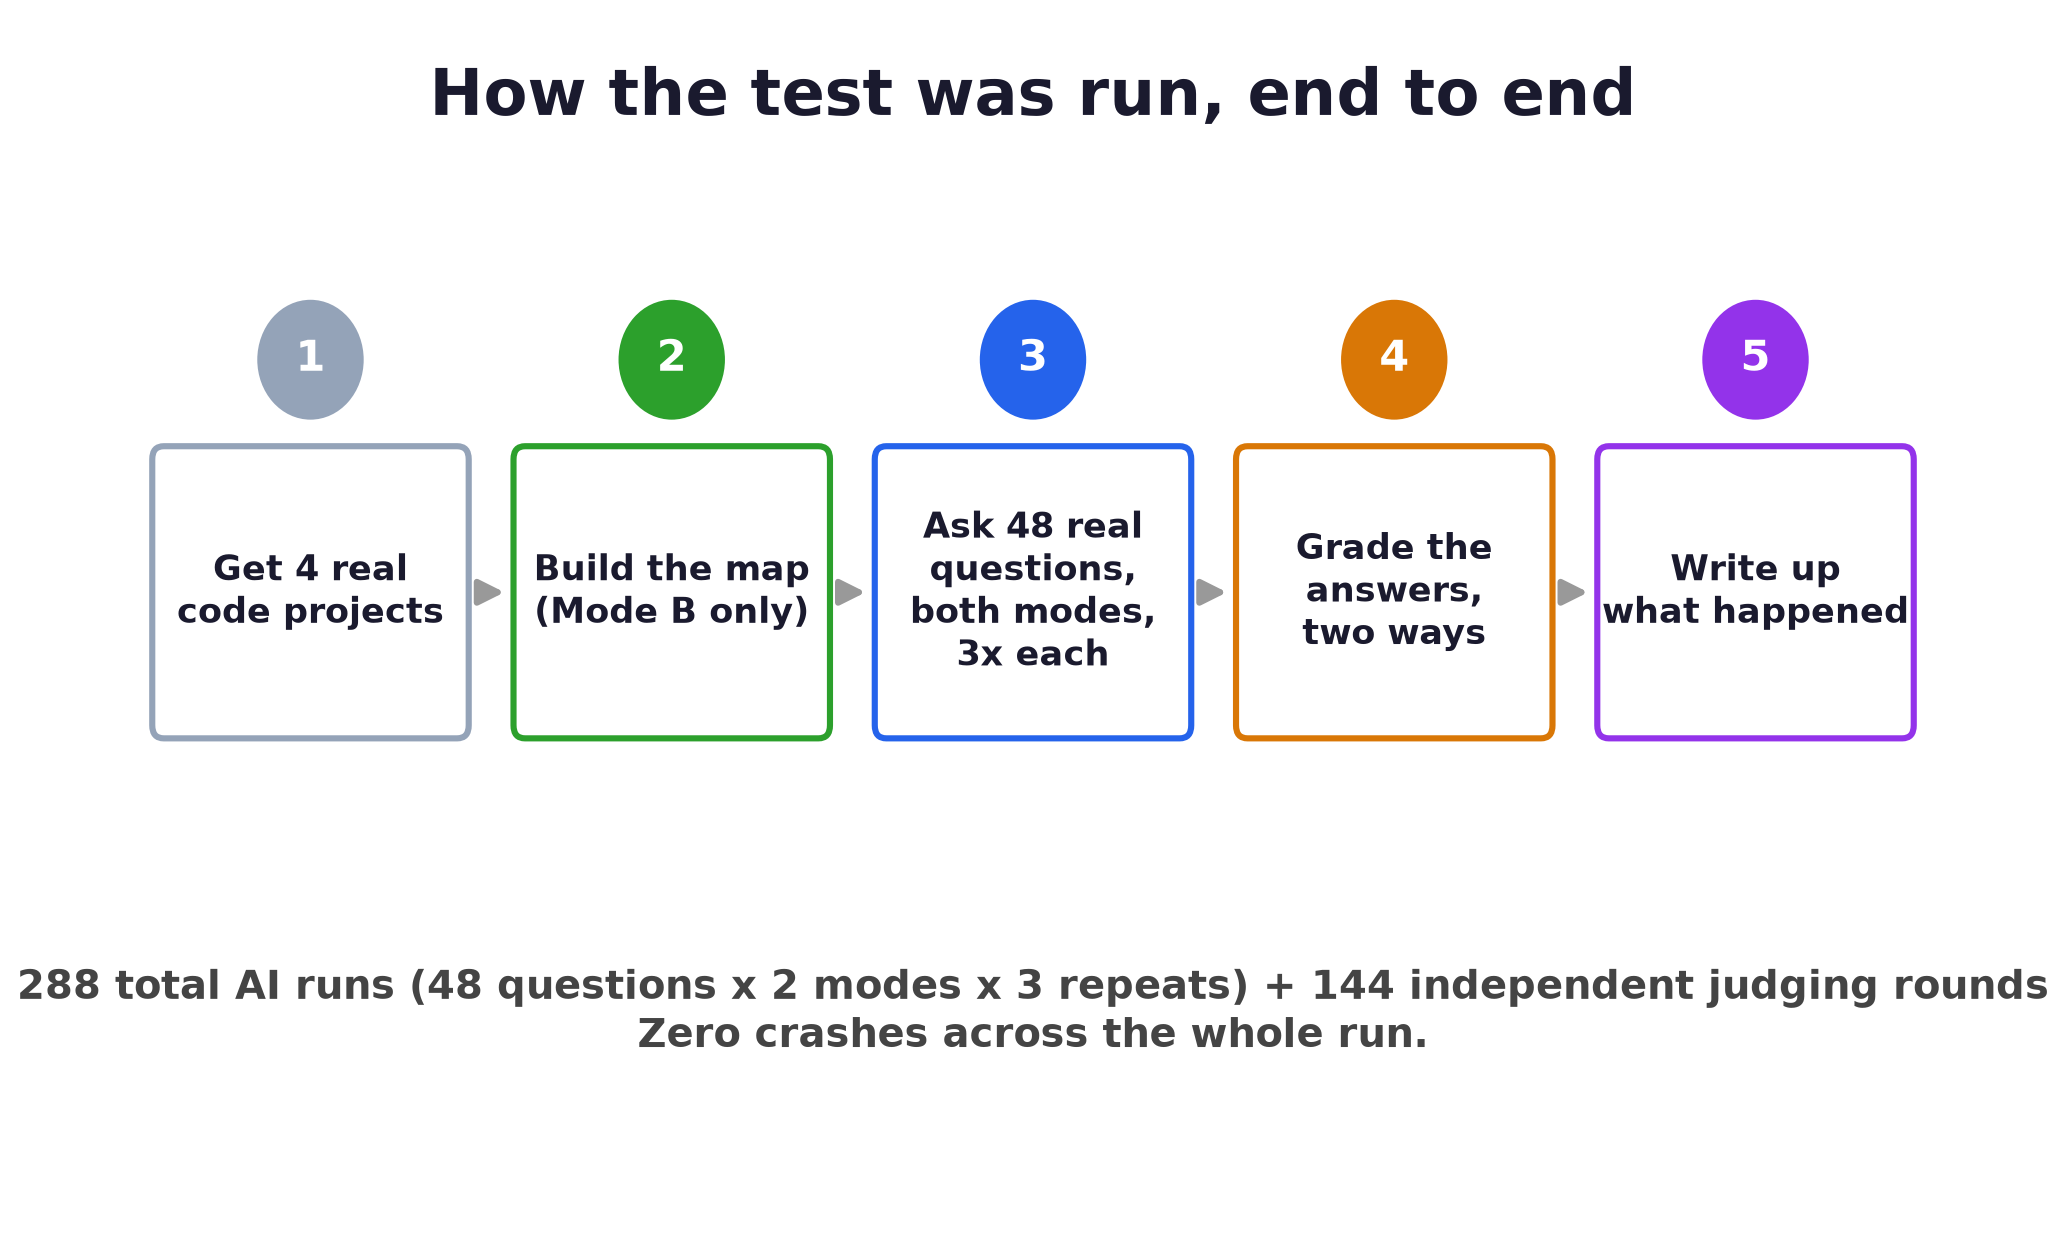 How the test was run, end to end
1
2
3
4
5
Get 4 real
code projects
Build the map
(Mode B only)
Ask 48 real
questions,
both modes,
3x each
Grade the
answers,
two ways
Write up
what happened
288 total AI runs (48 questions x 2 modes x 3 repeats) + 144 independent judging rounds
Zero crashes across the whole run.